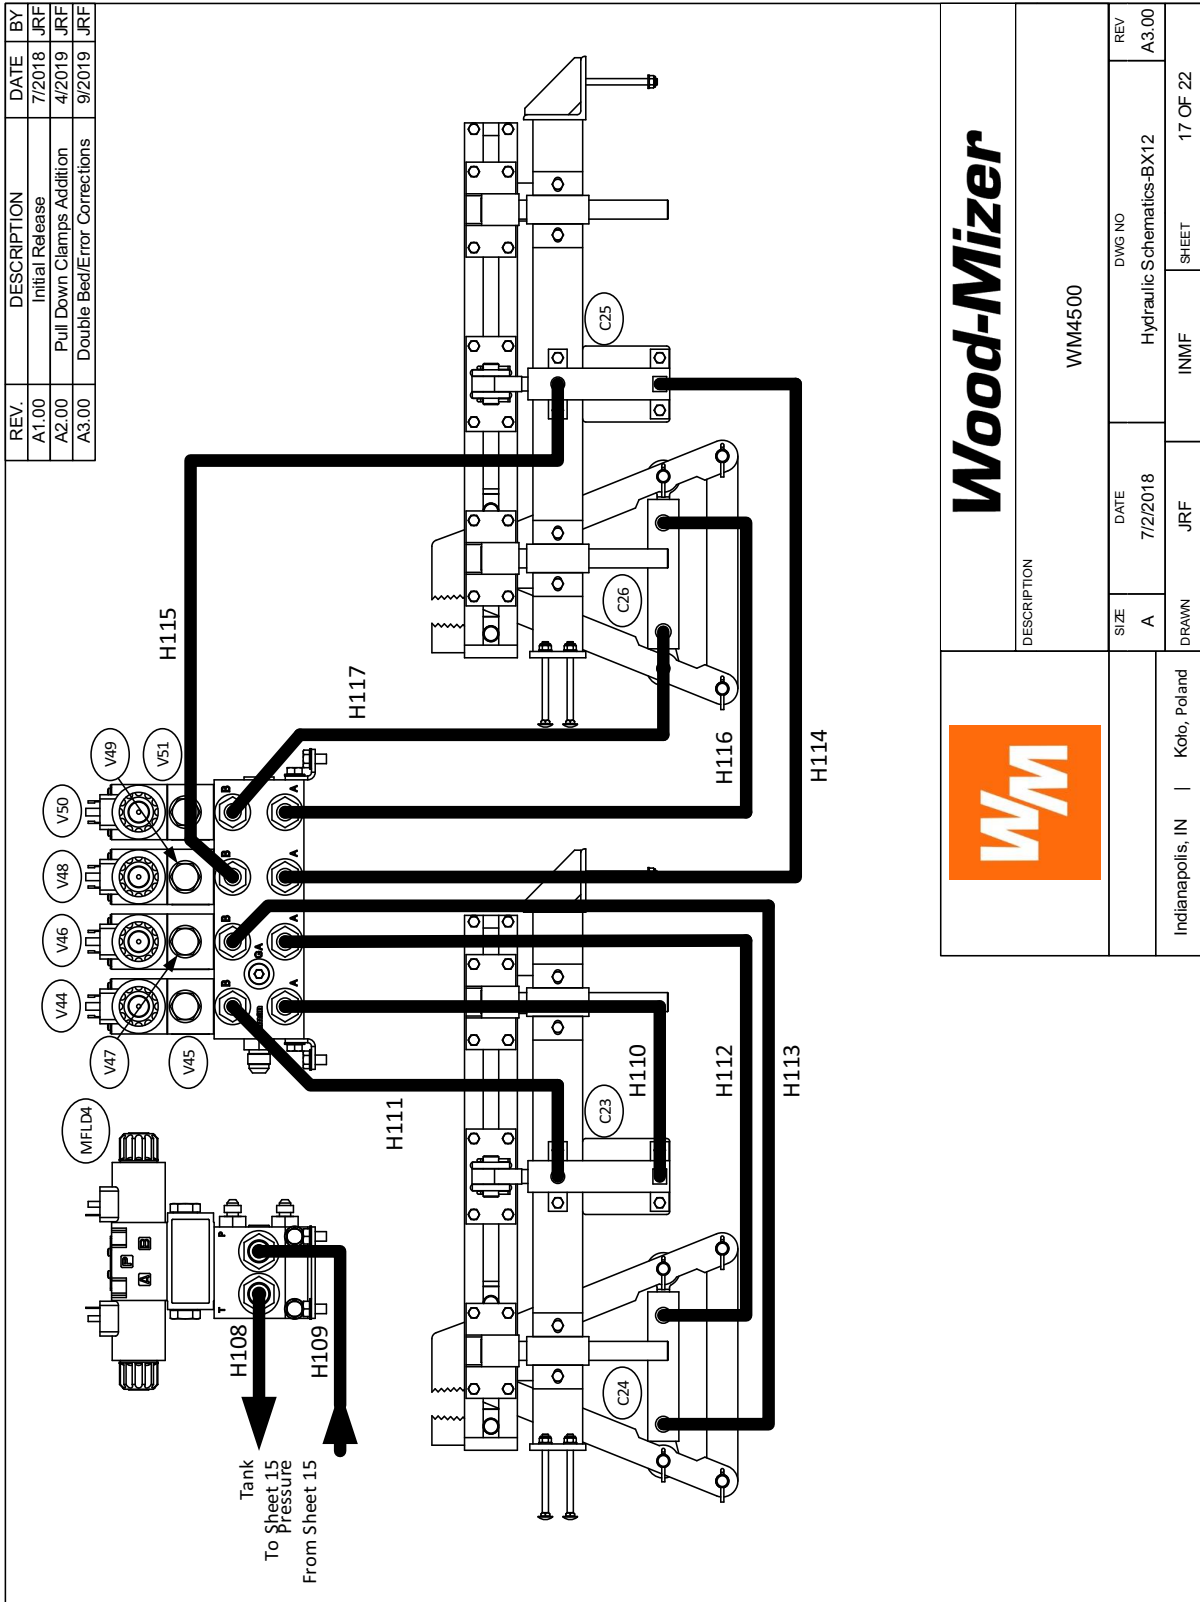 REV. DESCRIPTION DATE BY
A1.00 Initial Release 7/2018 JRF
A2.00 Pull Down Clamps Addition 4/2019 JRF
A3.00 Double Bed/Error Corrections 9/2019 JRF
MFLD4
V47
V45
V44
V46
V48
V50
V49
V51
A P B
T P
B B B B
A A A A
GA
H108
H109
Tank
To Sheet 15
Pressure
From Sheet 15
H111
H110
H112
H113
H115
H117
H116
H114
C23
C24
C25
C26
WM
Wood-Mizer
DESCRIPTION
WM4500
SIZE DATE DWG NO REV
A 7/2/2018 Hydraulic Schematics-BX12 A3.00
Indianapolis, IN | Koło, Poland
DRAWN JRF INMF SHEET 17 OF 22